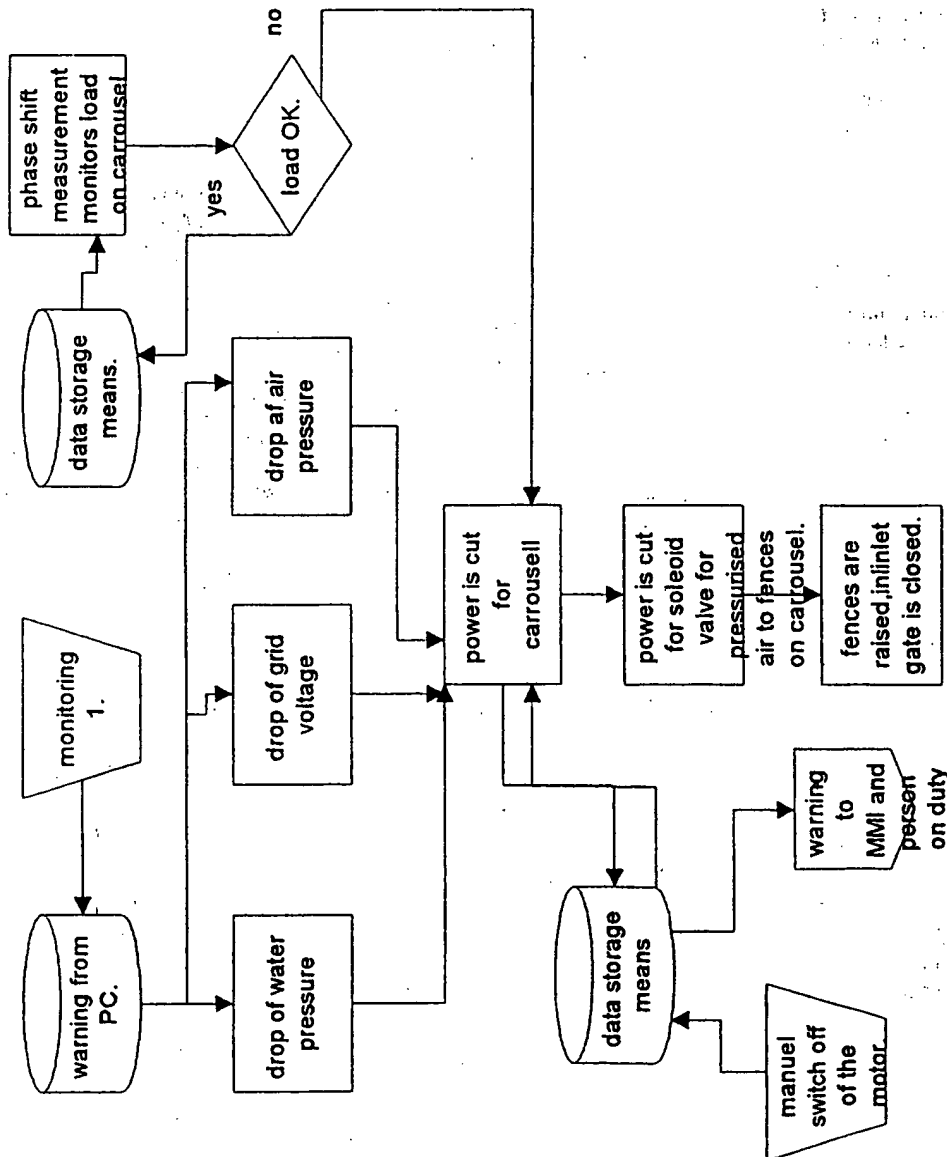 warning from
PC.
monitoring
1.
data storage
means.
phase shift
measurement
monitors load
on carrousel
drop of water
pressure
drop of grid
voltage
drop af air
pressure
yes
load OK.
no
power is cut
for
carrousell
data storage
means
power is cut
for soleoid
valve for
pressurised
air to fences
on carrousel.
manuel
switch off
of the
motor.
warning
to
MMI and
person
on duty
fences are
raised,inlinlet
gate is closed.